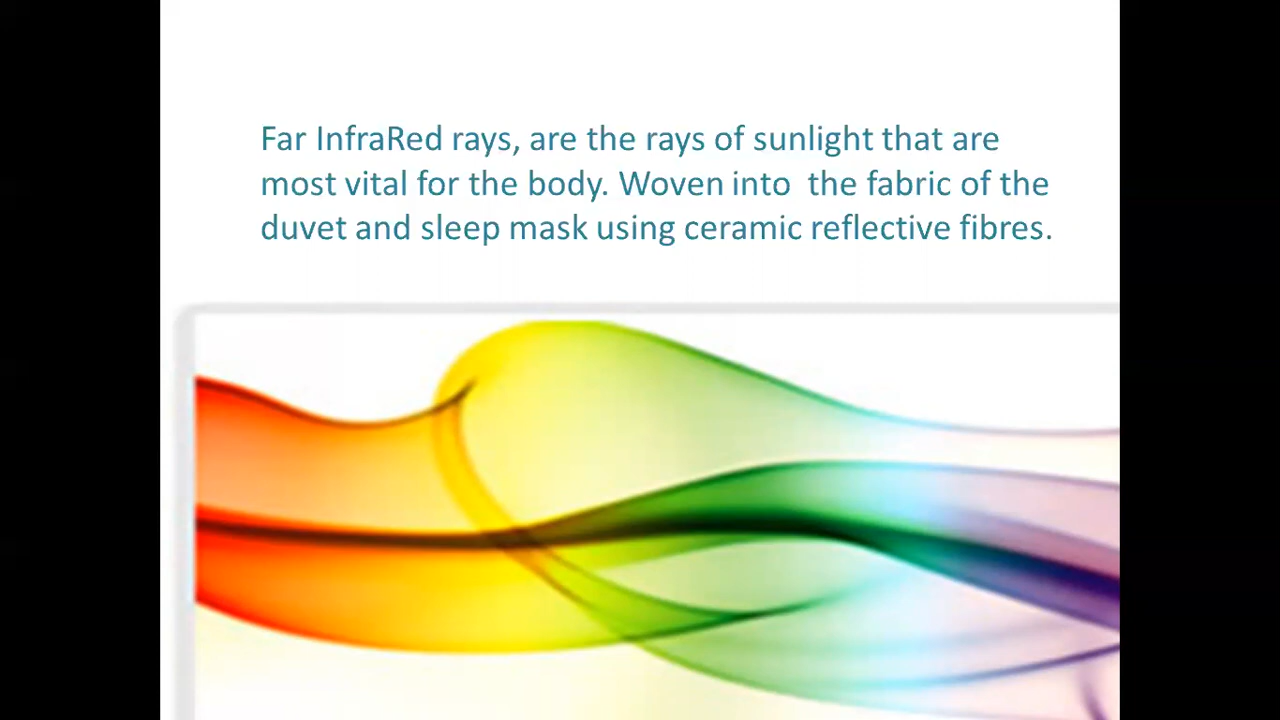 Far InfraRed rays, are the rays of sunlight that are
most vital for the body. Woven into  the fabric of the
duvet and sleep mask using ceramic reflective fibres.